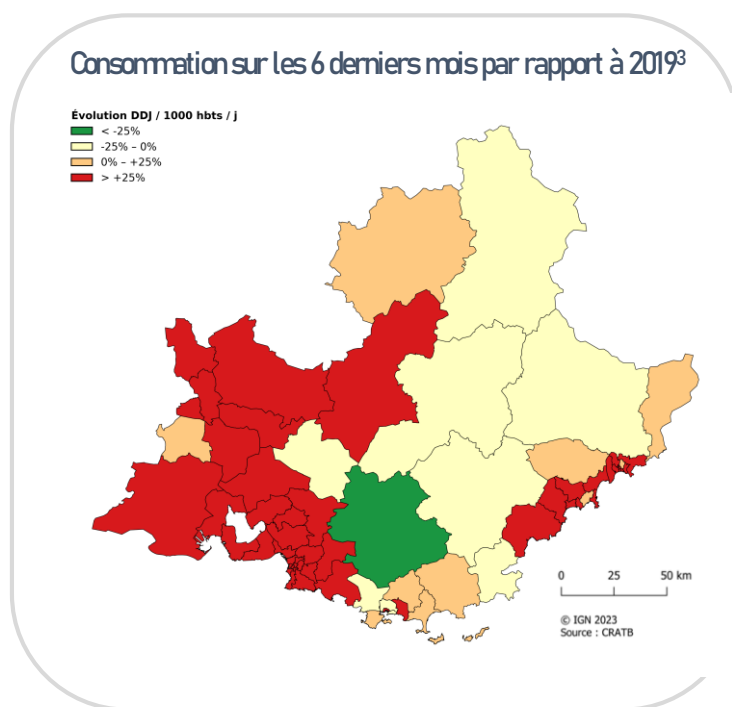 Consommation sur les 6 derniers mois par rapport à 2019³
Évolution DDJ / 1000 hbts / j
< -25%
-25% – 0%
0% – +25%
> +25%
0 25 50 km
© IGN 2023
Source : CRATB